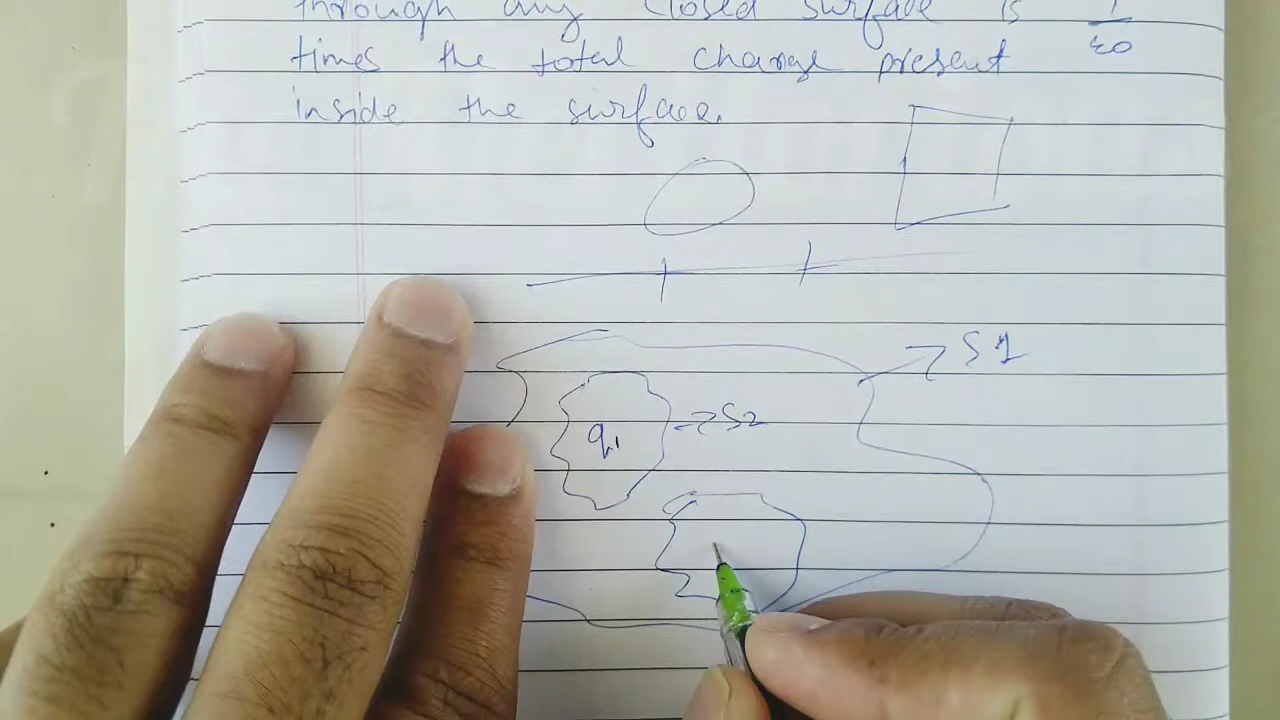 through any closed surface is 1/ε0
times the total charge present
inside the surface.
S1
S2
q1